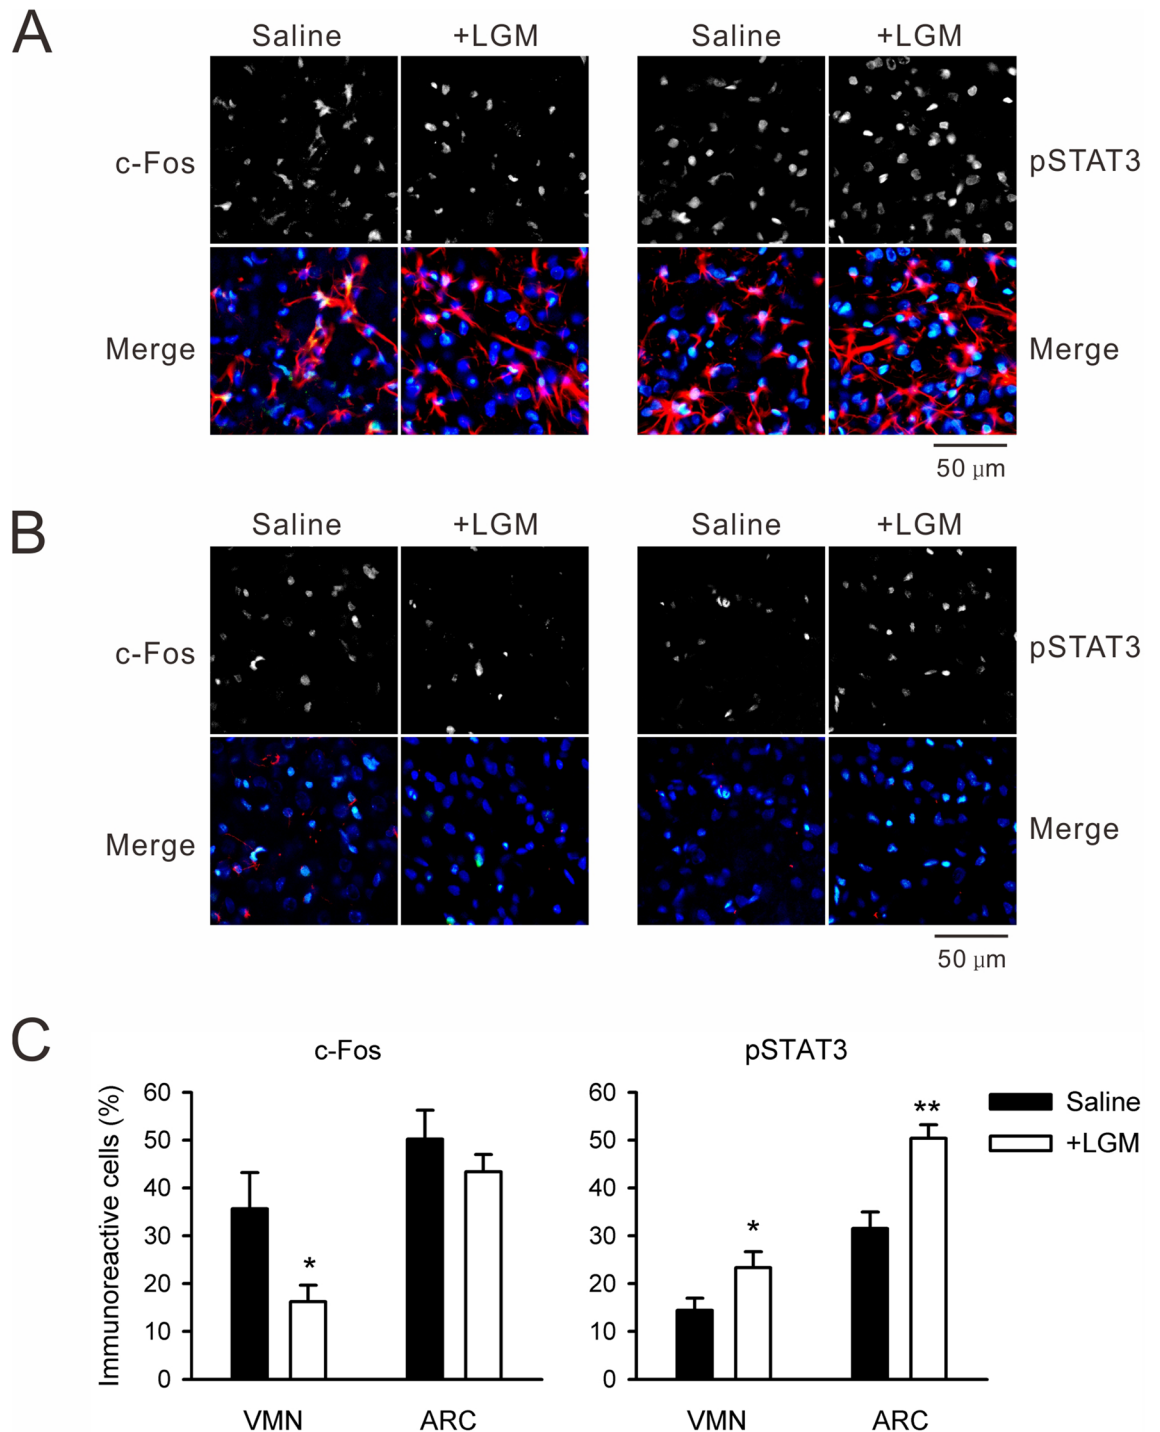 A
Saline +LGM Saline +LGM
c-Fos pSTAT3
Merge Merge
50 μm
B
Saline +LGM Saline +LGM
c-Fos pSTAT3
Merge Merge
50 μm
C
c-Fos pSTAT3
Immunoreactive cells (%)
60
50
40
30
20
10
0
*
VMN ARC
60
50
40
30
20
10
0
*
**
VMN ARC
Saline
+LGM